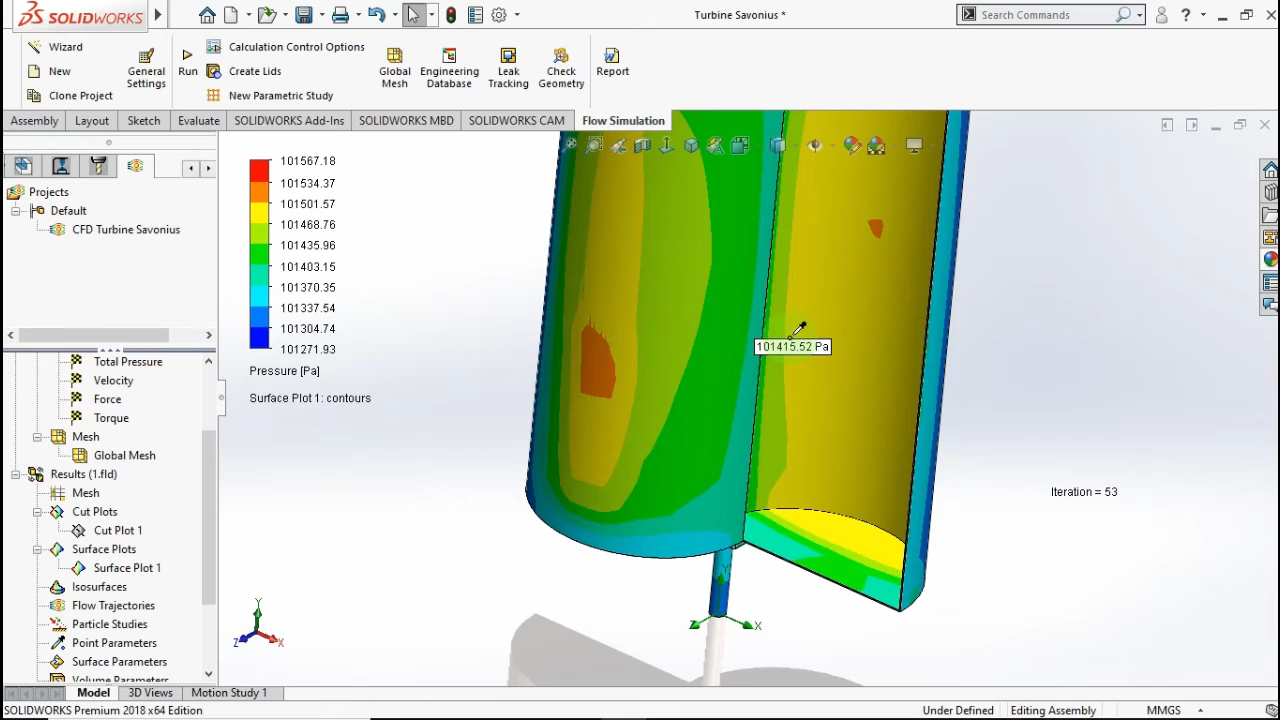 SOLIDWORKS
Turbine Savonius *
Search Commands
?
Wizard
New
Clone Project
General Settings
Run
Calculation Control Options
Create Lids
New Parametric Study
Global Mesh
Engineering Database
Leak Tracking
Check Geometry
Report
Assembly
Layout
Sketch
Evaluate
SOLIDWORKS Add-Ins
SOLIDWORKS MBD
SOLIDWORKS CAM
Flow Simulation
Projects
Default
CFD Turbine Savonius
Total Pressure
Velocity
Force
Torque
Mesh
Global Mesh
Results (1.fld)
Mesh
Cut Plots
Cut Plot 1
Surface Plots
Surface Plot 1
Isosurfaces
Flow Trajectories
Particle Studies
Point Parameters
Surface Parameters
Volume Parameters
101567.18
101534.37
101501.57
101468.76
101435.96
101403.15
101370.35
101337.54
101304.74
101271.93
Pressure [Pa]
Surface Plot 1: contours
101415.52 Pa
Iteration = 53
Y
Z
X
Y
Z
X
Model
3D Views
Motion Study 1
SOLIDWORKS Premium 2018 x64 Edition
Under Defined
Editing Assembly
MMGS